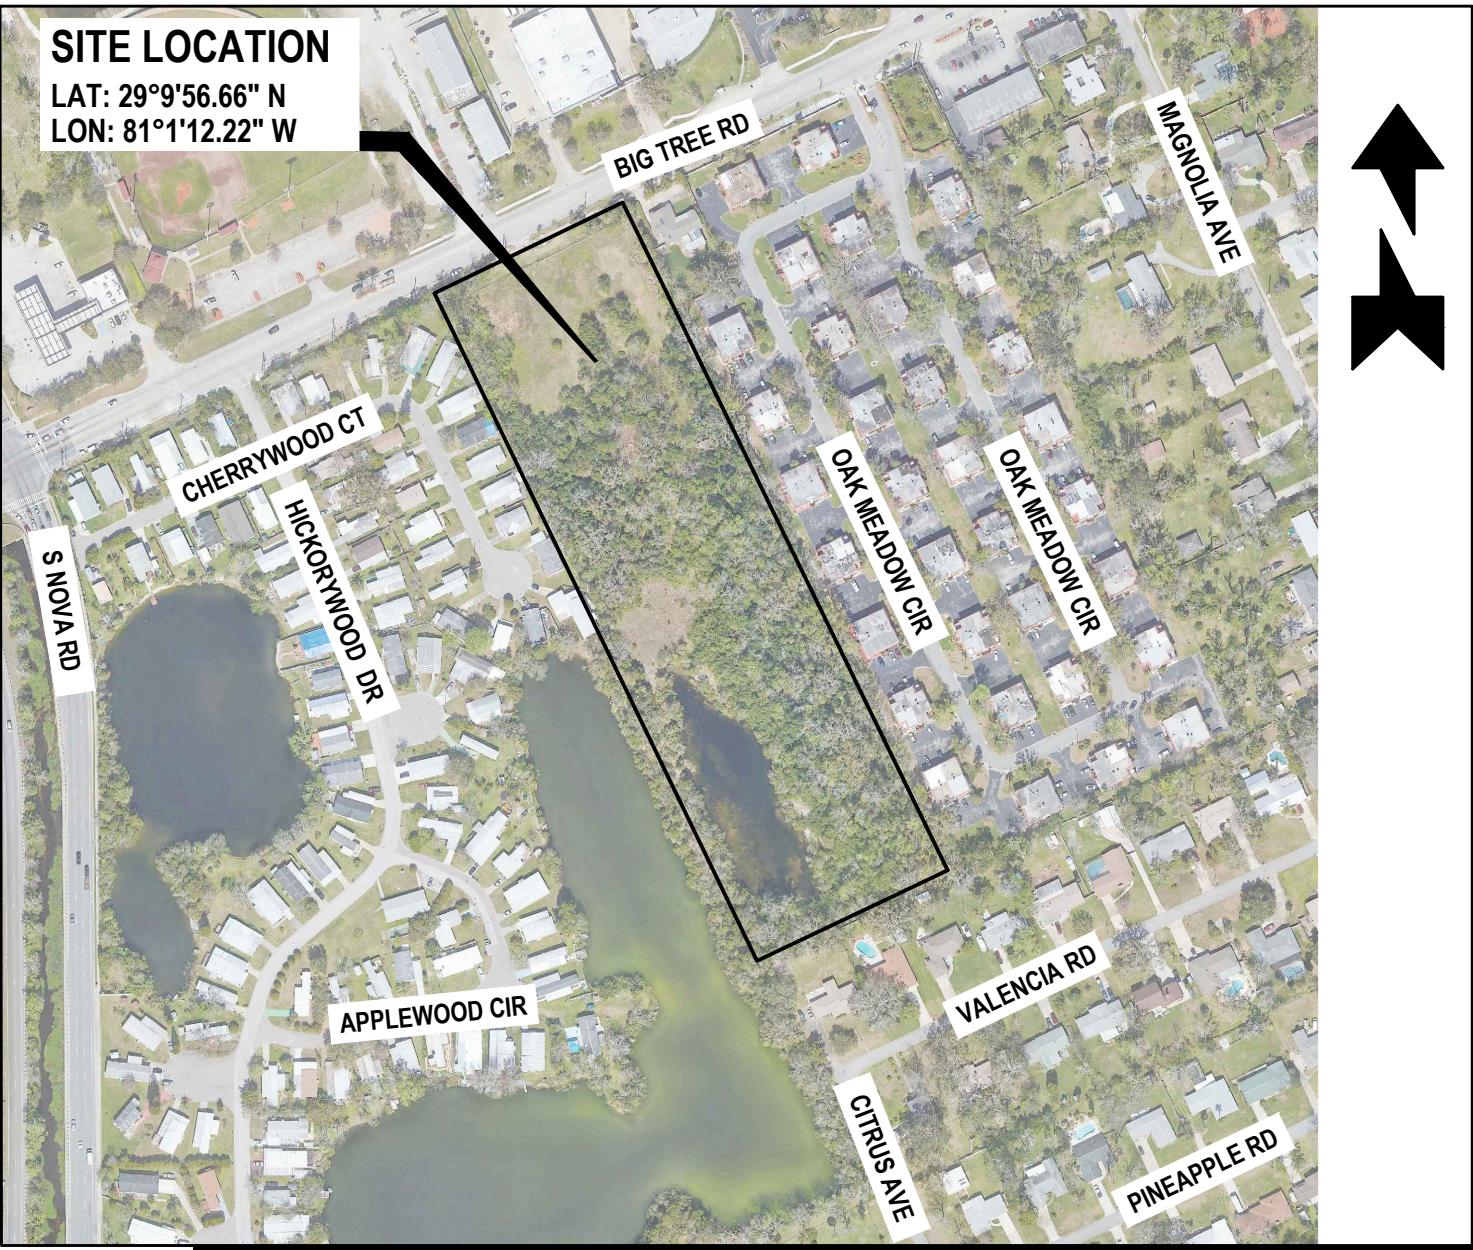 SITE LOCATION
LAT: 29°9'56.66" N
LON: 81°1'12.22" W
BIG TREE RD
MAGNOLIA AVE
CHERRYWOOD CT
HICKORYWOOD DR
S NOVA RD
OAK MEADOW CIR
OAK MEADOW CIR
APPLEWOOD CIR
VALENCIA RD
CITRUS AVE
PINEAPPLE RD